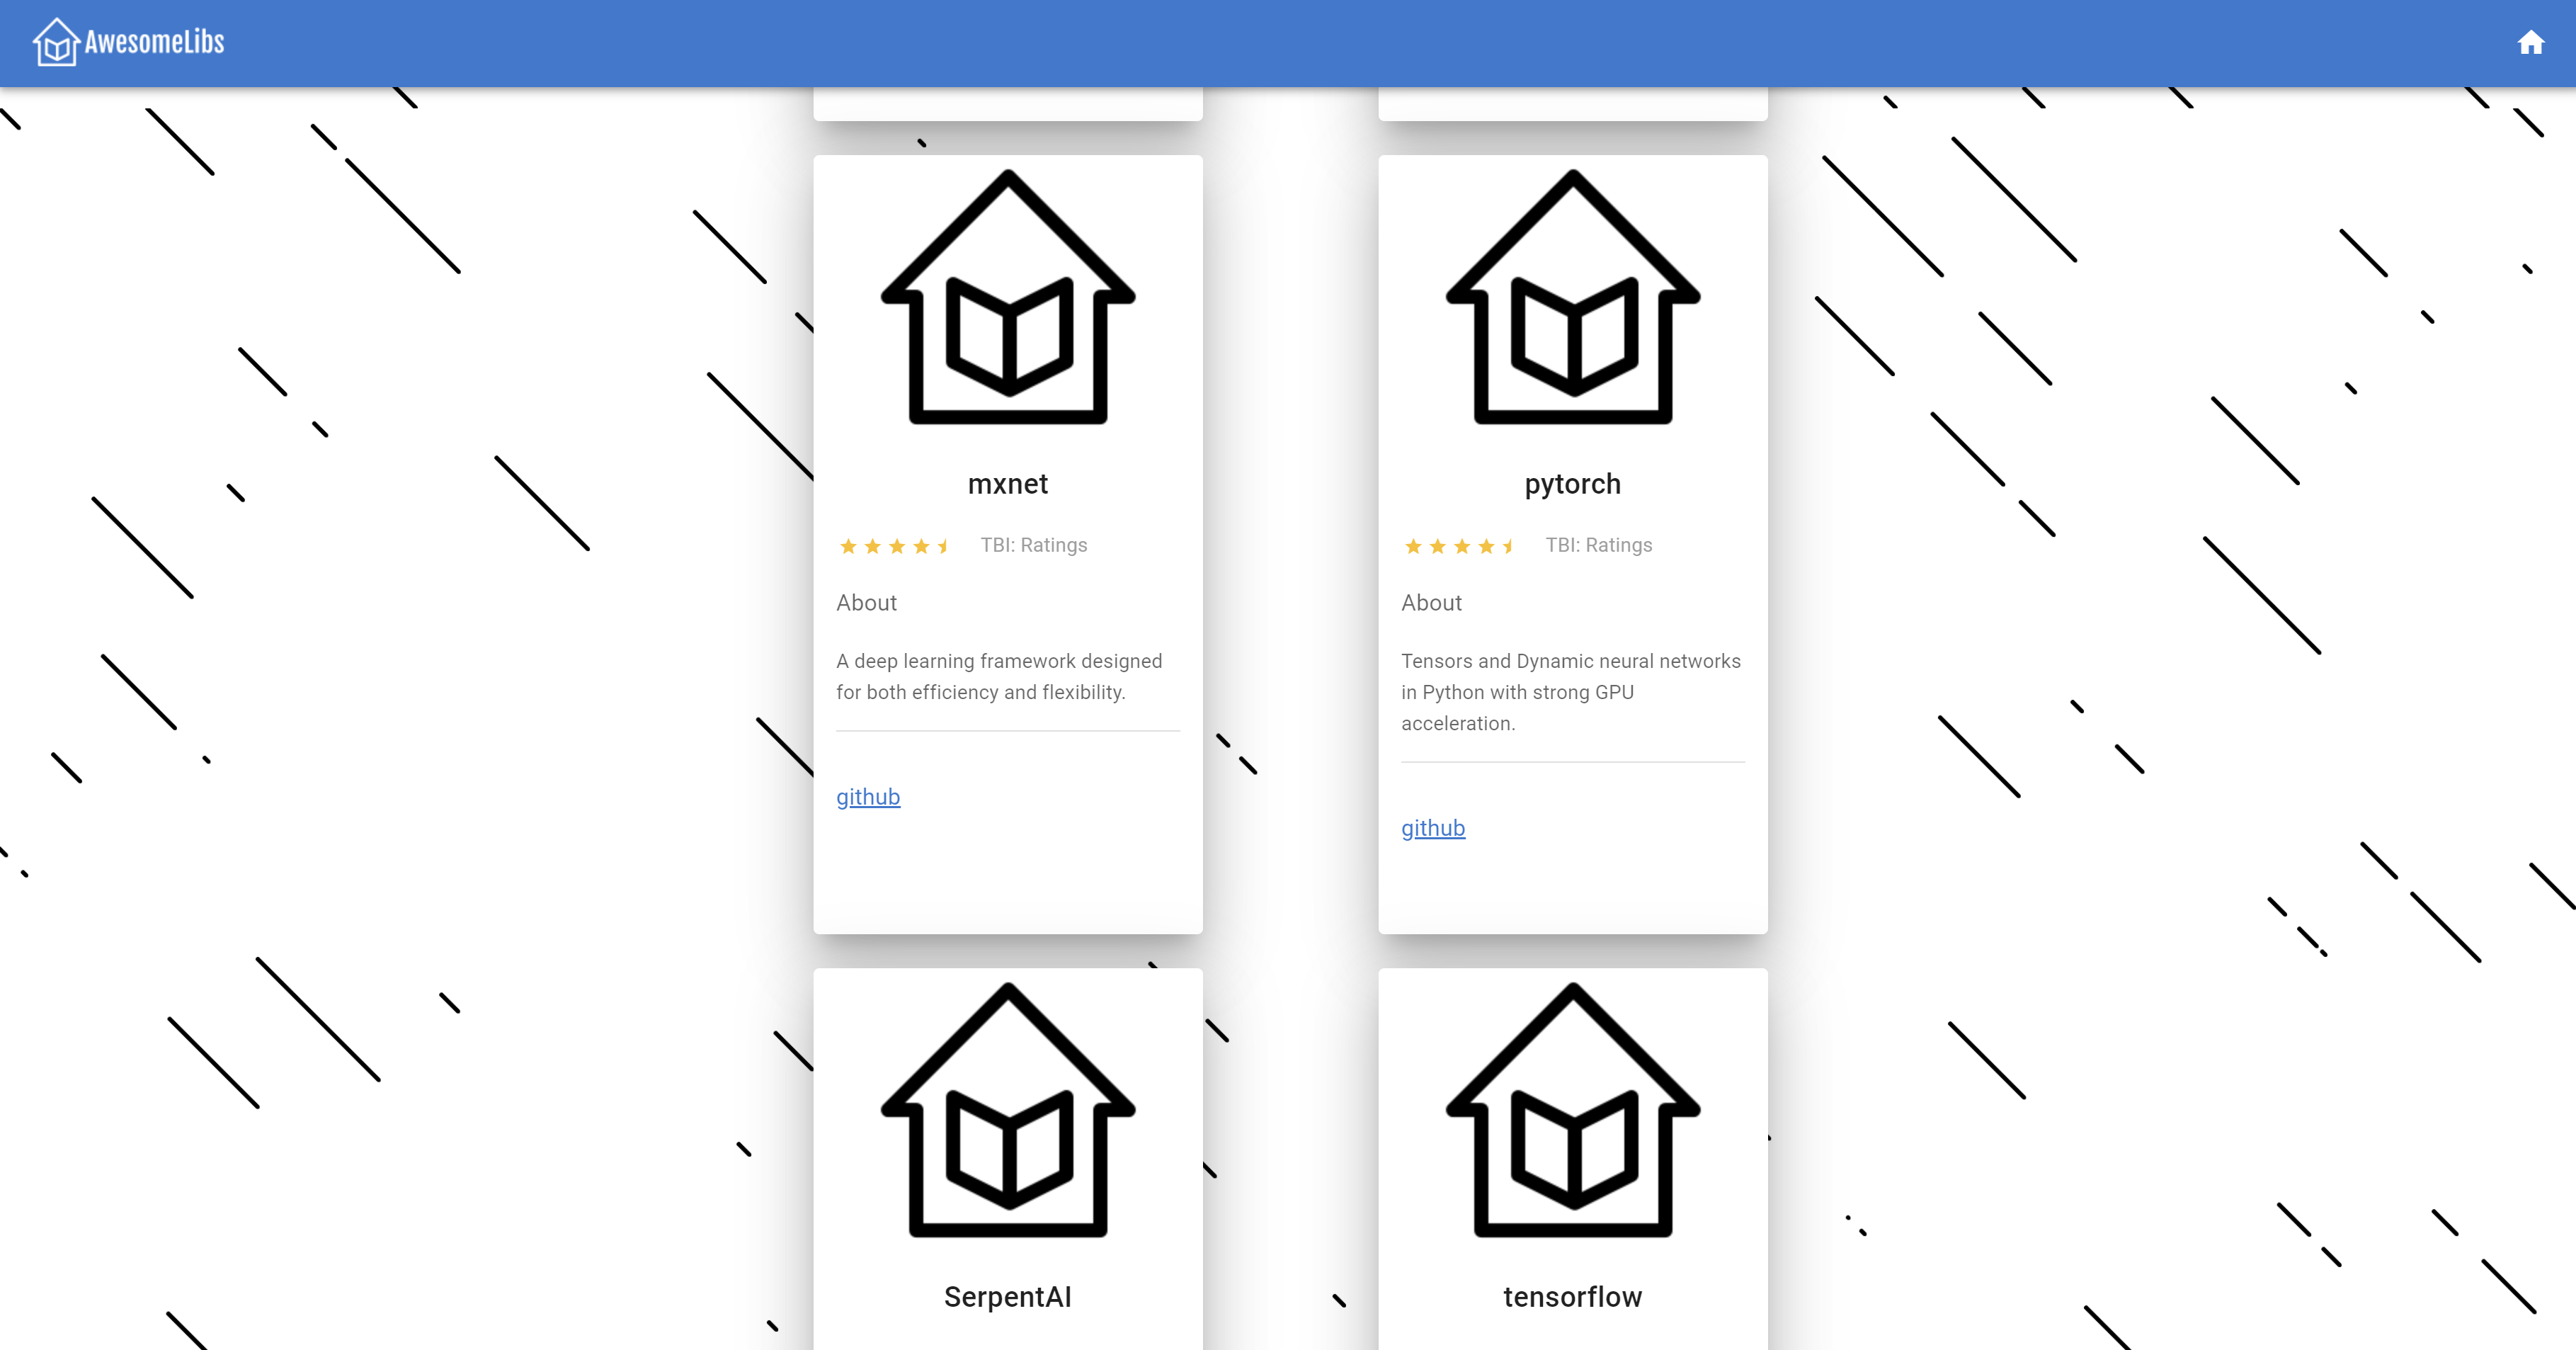 AwesomeLibs
mxnet
TBI: Ratings
About
A deep learning framework designed
for both efficiency and flexibility.
github
pytorch
TBI: Ratings
About
Tensors and Dynamic neural networks
in Python with strong GPU
acceleration.
github
SerpentAI
tensorflow